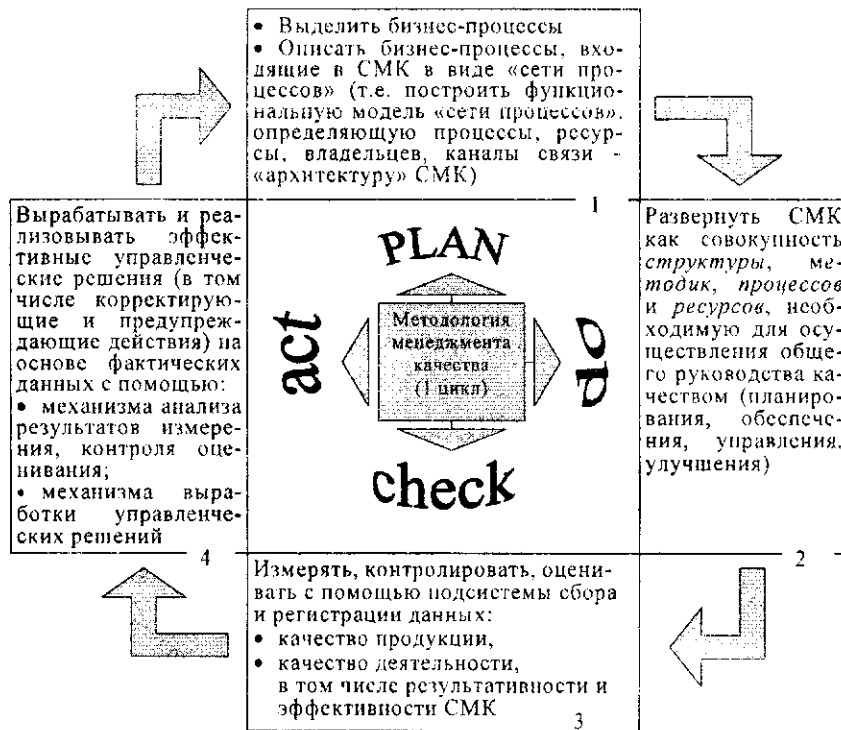 • Выделить бизнес-процессы
• Описать бизнес-процессы, вхо-
дящие в СМК в виде «сети про-
цессов» (т.е. построить функцио-
нальную модель «сети процессов»,
определяющую процессы, ресур-
сы, владельцев, каналы связи -
«архитектуру» СМК)
1
Вырабатывать и реа-
лизовывать эффек-
тивные управленче-
ские решения (в том
числе корректирую-
щие и предупреж-
дающие действия) на
основе фактических
данных с помощью:
• механизма анализа
результатов измере-
ния, контроля оце-
нивания;
• механизма выра-
ботки управленче-
ских решений
4
PLAN
act
Методология
менеджмента
качества
(1 цикл)
do
check
Развернуть СМК
как совокупность
структуры, ме-
тодик, процессов
и ресурсов, необ-
ходимую для осу-
ществления обще-
го руководства ка-
чеством (планиро-
вания, обеспече-
ния, управления,
улучшения)
2
Измерять, контролировать, оцени-
вать с помощью подсистемы сбора
и регистрации данных:
• качество продукции,
• качество деятельности,
в том числе результативности и
эффективности СМК
3